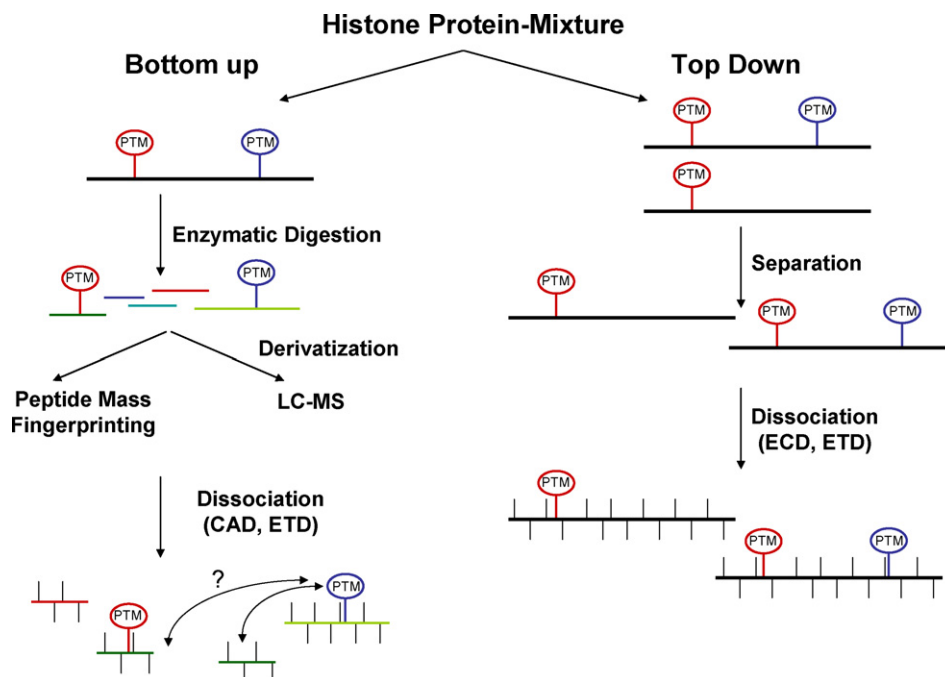 Histone Protein-Mixture
Bottom up
PTM
PTM
Enzymatic Digestion
PTM
PTM
Derivatization
Peptide Mass
Fingerprinting
LC-MS
Dissociation
(CAD, ETD)
?
PTM
PTM
Top Down
PTM
PTM
PTM
Separation
PTM
PTM
PTM
Dissociation
(ECD, ETD)
PTM
PTM
PTM